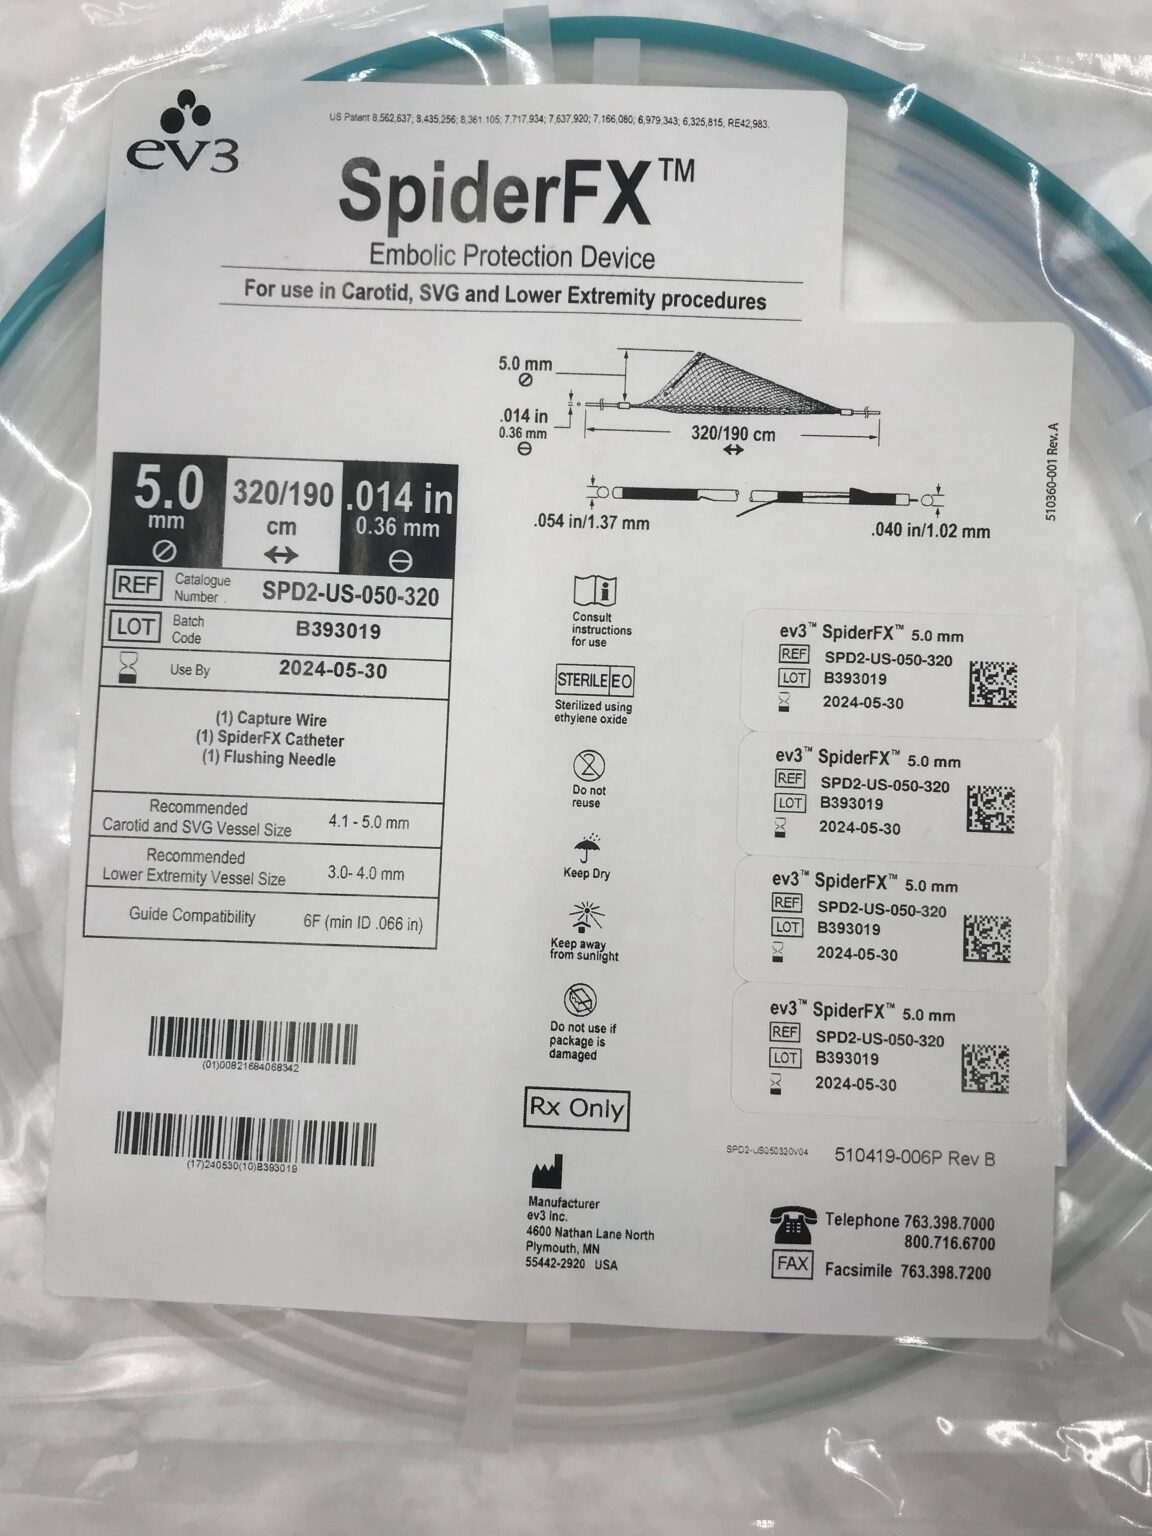 ev3
US Patent 8,562,637; 8,435,256; 8,361 105; 7,717,934; 7,637,920; 7,166,080; 6,979,343; 6,325,815, RE42,983.
SpiderFX™
Embolic Protection Device
For use in Carotid, SVG and Lower Extremity procedures
5.0 mm
.014 in
0.36 mm
320/190 cm
.054 in/1.37 mm
.040 in/1.02 mm
510360-001 Rev. A
5.0
mm
320/190
cm
.014 in
0.36 mm
REF Catalogue Number SPD2-US-050-320
LOT Batch Code B393019
Use By 2024-05-30
(1) Capture Wire
(1) SpiderFX Catheter
(1) Flushing Needle
Recommended
Carotid and SVG Vessel Size 4.1 - 5.0 mm
Recommended
Lower Extremity Vessel Size 3.0- 4.0 mm
Guide Compatibility 6F (min ID .066 in)
(01)00821684068342
(17)240530(10)B393019
Consult
instructions
for use
STERILE EO
Sterilized using
ethylene oxide
2
Do not
reuse
Keep Dry
Keep away
from sunlight
Do not use if
package is
damaged
Rx Only
Manufacturer
ev3 Inc.
4600 Nathan Lane North
Plymouth, MN
55442-2920 USA
ev3™ SpiderFX™ 5.0 mm
REF SPD2-US-050-320
LOT B393019
2024-05-30
ev3™ SpiderFX™ 5.0 mm
REF SPD2-US-050-320
LOT B393019
2024-05-30
ev3™ SpiderFX™ 5.0 mm
REF SPD2-US-050-320
LOT B393019
2024-05-30
ev3™ SpiderFX™ 5.0 mm
REF SPD2-US-050-320
LOT B393019
2024-05-30
SPD2-US050320V04 510419-006P Rev B
Telephone 763.398.7000
800.716.6700
FAX Facsimile 763.398.7200